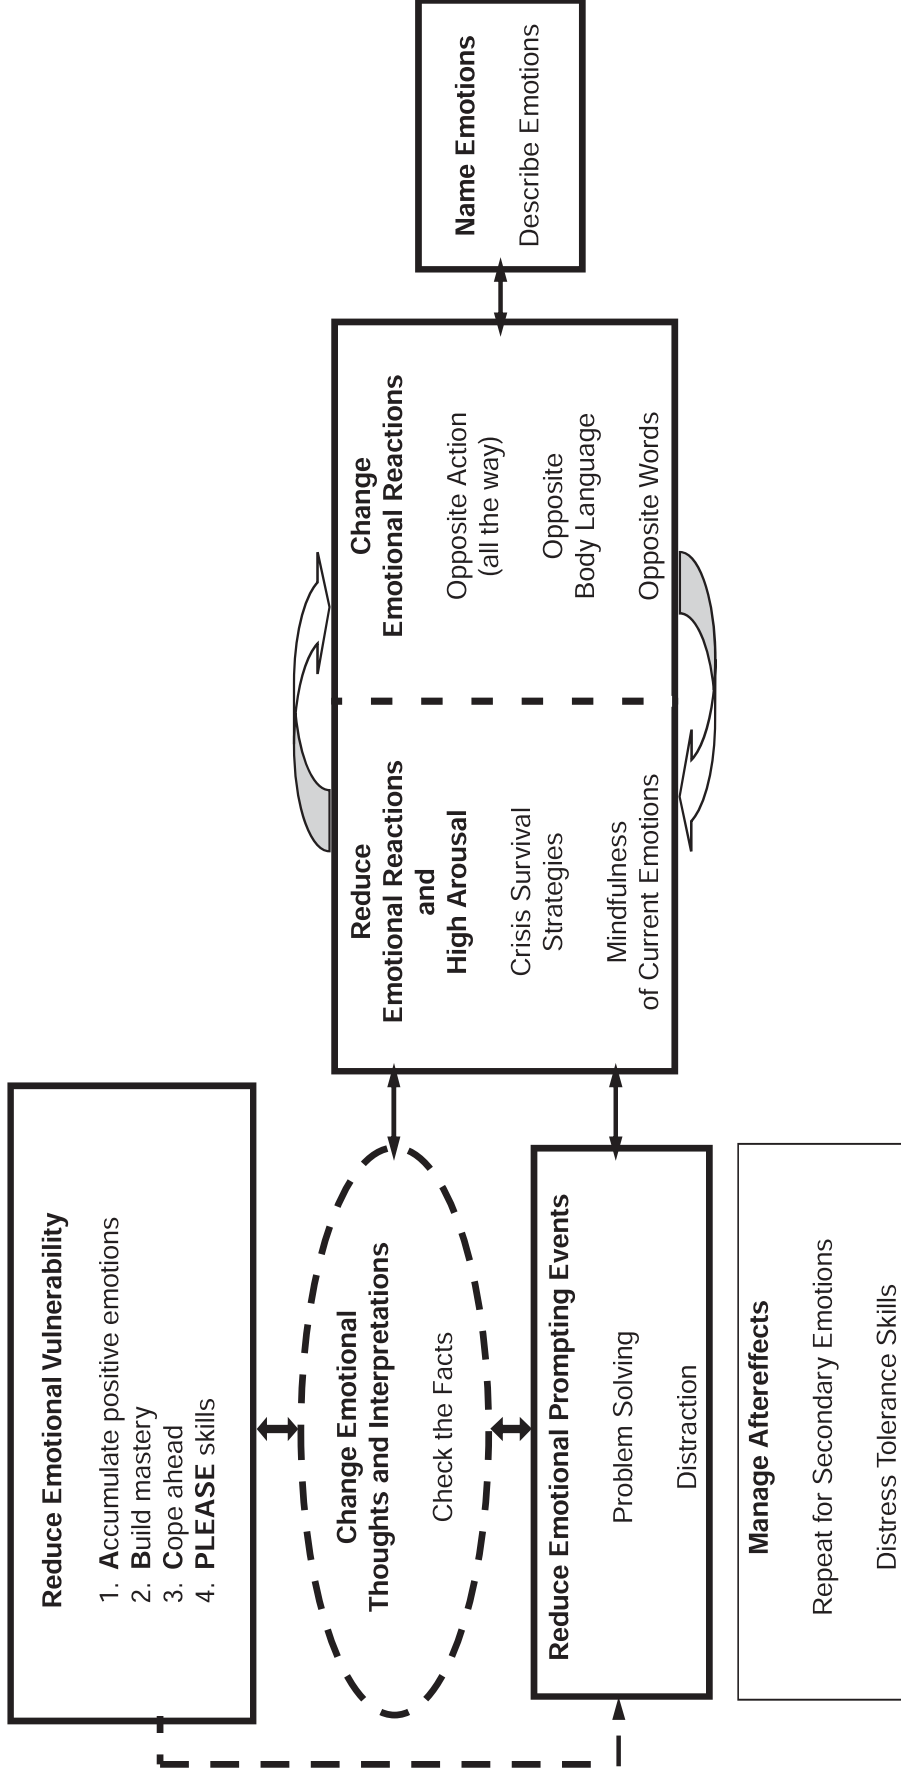 Reduce Emotional Vulnerability
1. Accumulate positive emotions
2. Build mastery
3. Cope ahead
4. PLEASE skills
Change Emotional
Thoughts and Interpretations
Check the Facts
Reduce Emotional Prompting Events
Problem Solving
Distraction
Manage Aftereffects
Repeat for Secondary Emotions
Distress Tolerance Skills
Reduce
Emotional Reactions
and
High Arousal
Crisis Survival
Strategies
Mindfulness
of Current Emotions
Change
Emotional Reactions
Opposite Action
(all the way)
Opposite
Body Language
Opposite Words
Name Emotions
Describe Emotions